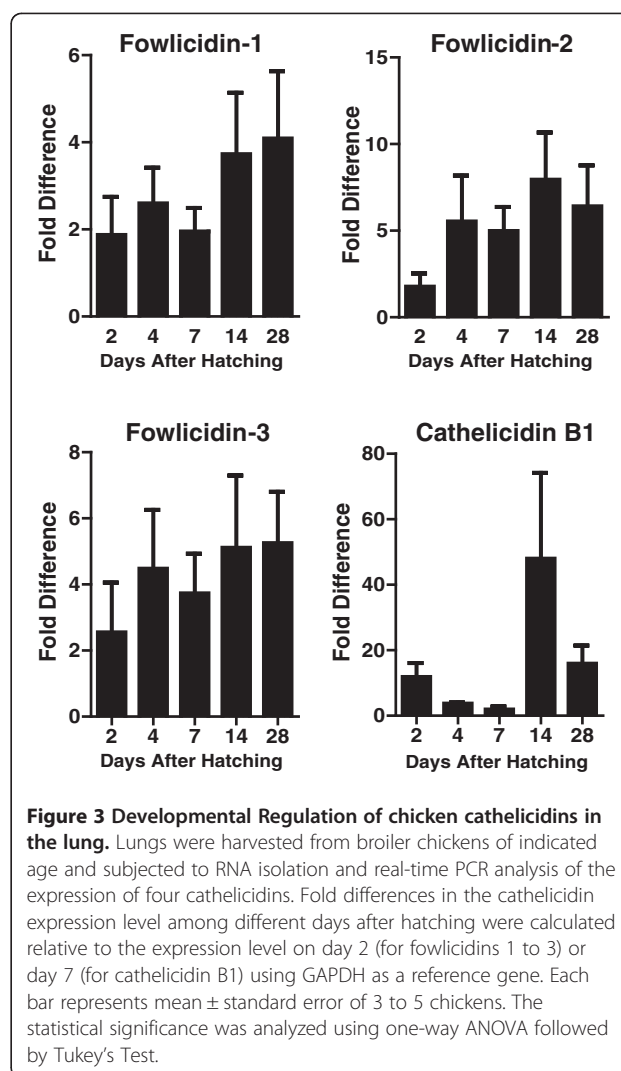 Fowlicidin-1
6
4
2
0
Fold Difference
2 4 7 14 28
Days After Hatching
Fowlicidin-2
15
10
5
0
Fold Difference
2 4 7 14 28
Days After Hatching
Fowlicidin-3
8
6
4
2
0
Fold Difference
2 4 7 14 28
Days After Hatching
Cathelicidin B1
80
60
40
20
0
Fold Difference
2 4 7 14 28
Days After Hatching
Figure 3 Developmental Regulation of chicken cathelicidins in
the lung. Lungs were harvested from broiler chickens of indicated
age and subjected to RNA isolation and real-time PCR analysis of the
expression of four cathelicidins. Fold differences in the cathelicidin
expression level among different days after hatching were calculated
relative to the expression level on day 2 (for fowlicidins 1 to 3) or
day 7 (for cathelicidin B1) using GAPDH as a reference gene. Each
bar represents mean ± standard error of 3 to 5 chickens. The
statistical significance was analyzed using one-way ANOVA followed
by Tukey's Test.